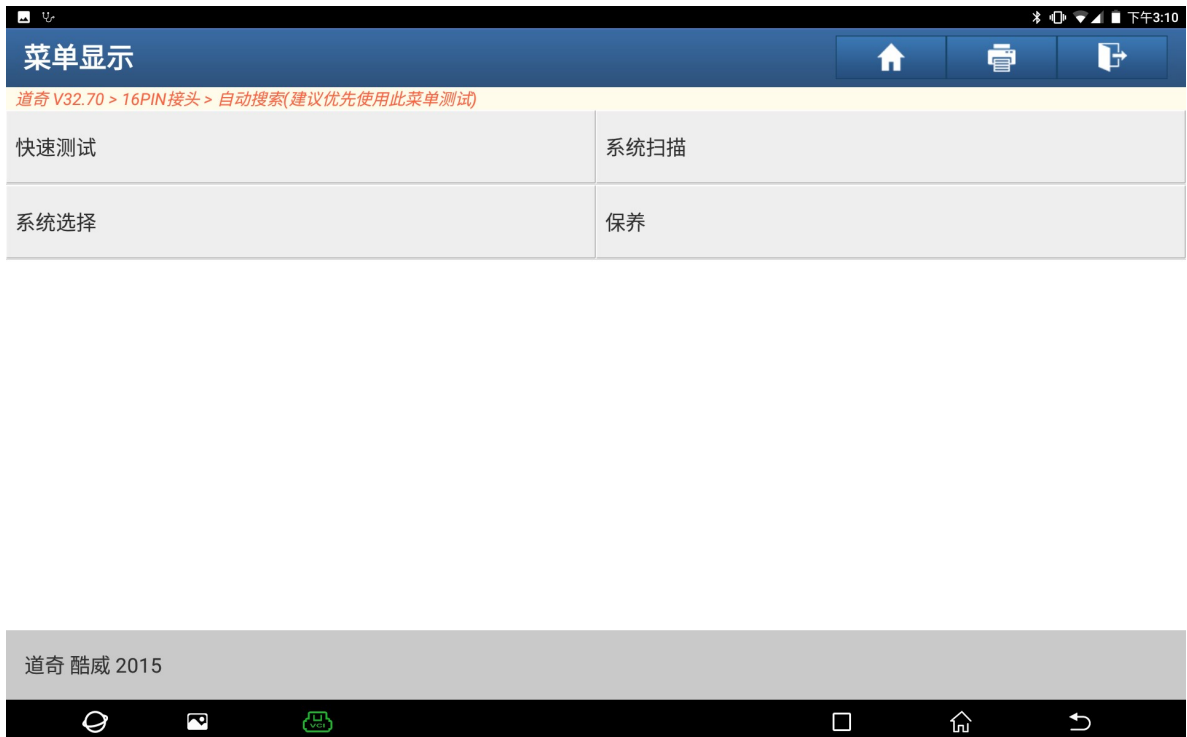 下午3:10
菜单显示
道奇 V32.70 > 16PIN接头 > 自动搜索(建议优先使用此菜单测试)
快速测试 系统扫描
系统选择 保养
道奇 酷威 2015
VCI